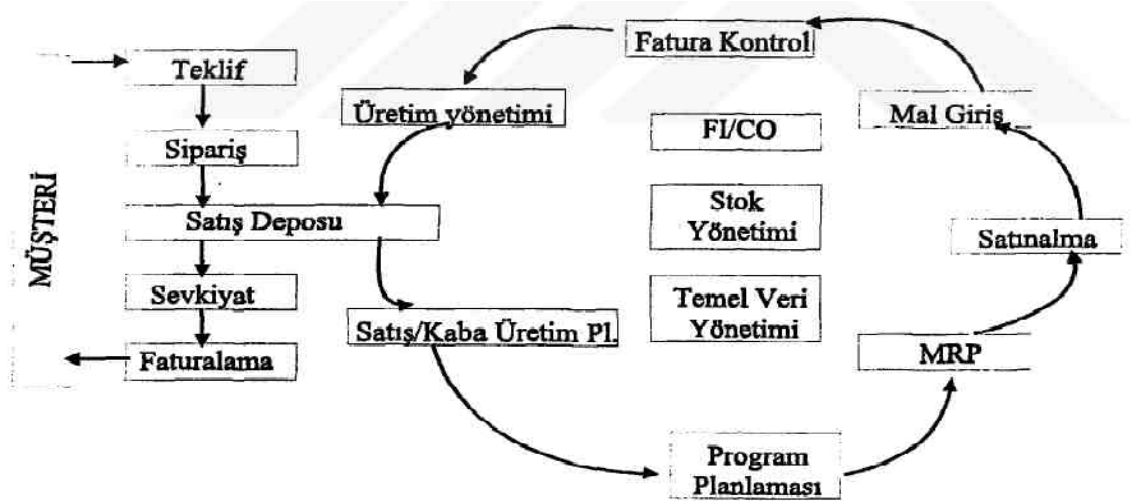 MÜŞTERİ
Teklif
Sipariş
Satış Deposu
Sevkiyat
Faturalama
Fatura Kontrol
Üretim yönetimi
Mal Giriş
FI/CO
Stok
Yönetimi
Satınalma
Temel Veri
Yönetimi
Satış/Kaba Üretim Pl.
MRP
Program
Planlaması